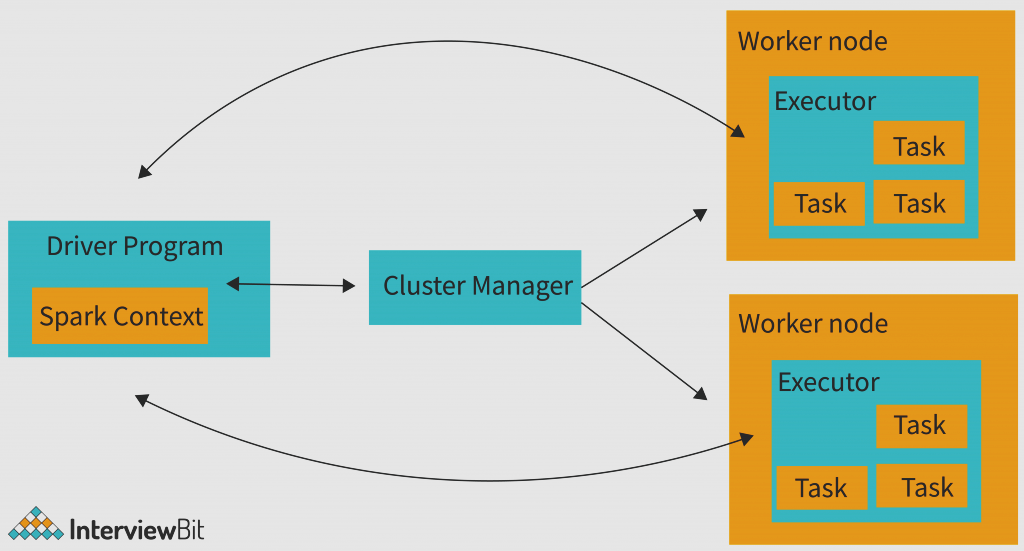 Driver Program
Spark Context
Cluster Manager
Worker node
Executor
Task
Task Task
Worker node
Executor
Task
Task Task
InterviewBit